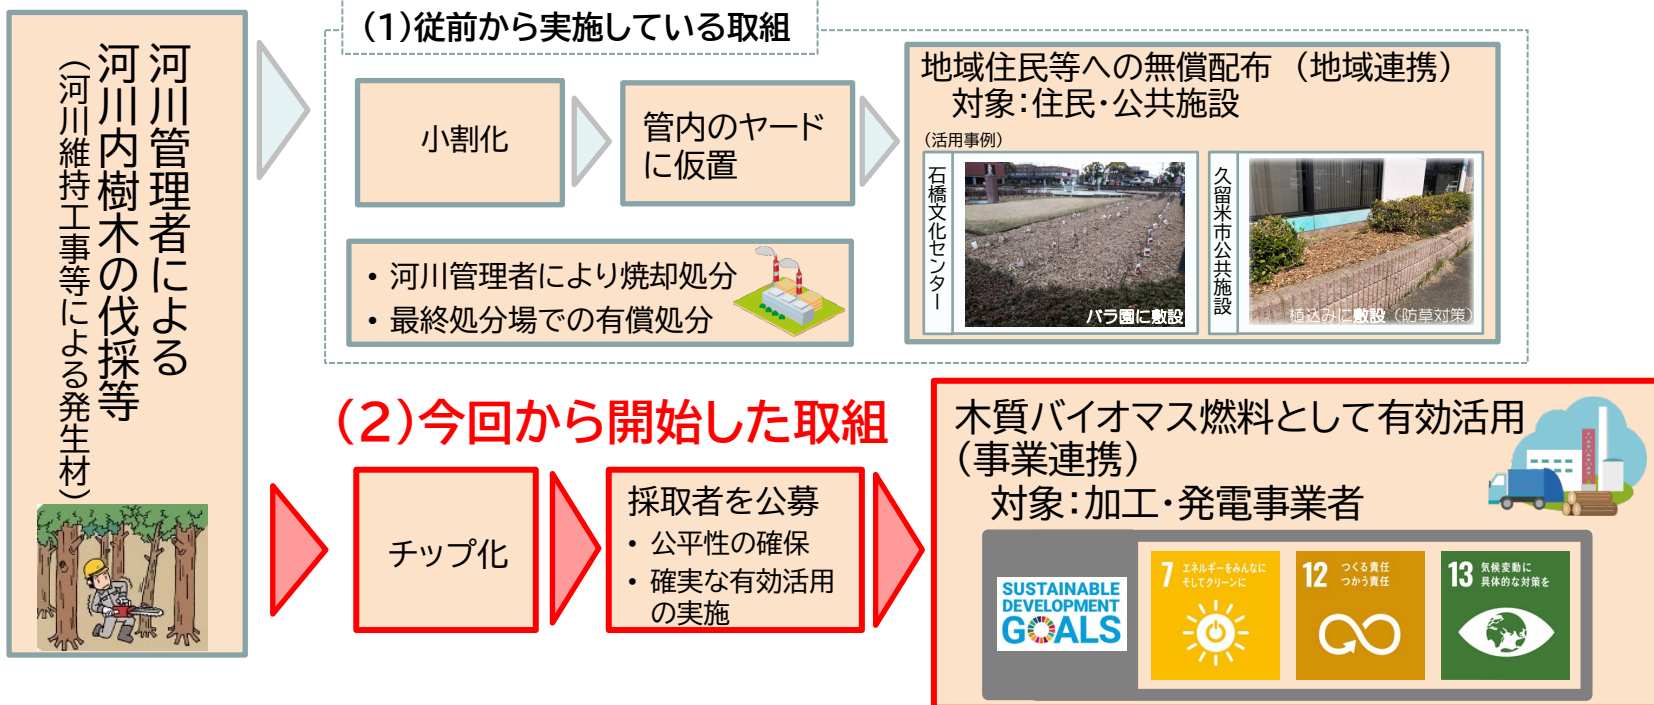 河川管理者による
河川内樹木の伐採等
（河川維持工事等による発生材）
（１）従前から実施している取組
小割化
管内のヤード
に仮置
地域住民等への無償配布 （地域連携）
対象：住民・公共施設
（活用事例）
石橋文化センター
バラ園に敷設
久留米市公共施設
植込みに敷設（防草対策）
・河川管理者により焼却処分
・最終処分場での有償処分
（２）今回から開始した取組
チップ化
採取者を公募
・公平性の確保
・確実な有効活用
の実施
木質バイオマス燃料として有効活用
（事業連携）
対象：加工・発電事業者
SUSTAINABLE
DEVELOPMENT
GOALS
7 エネルギーをみんなに
そしてクリーンに
12 つくる責任
つかう責任
13 気候変動に
具体的な対策を